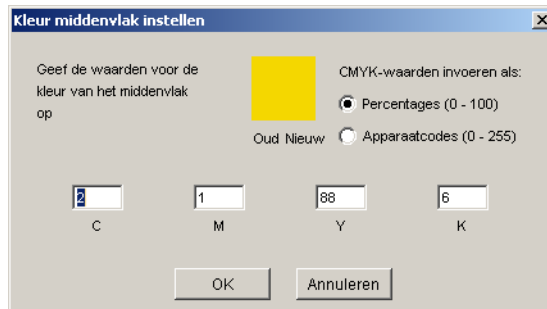 Kleur middenvlak instellen
Geef de waarden voor de
kleur van het middenvlak
op
Oud Nieuw
CMYK-waarden invoeren als:
Percentages (0 - 100)
Apparaatcodes (0 - 255)
2 1 88 6
C M Y K
OK Annuleren